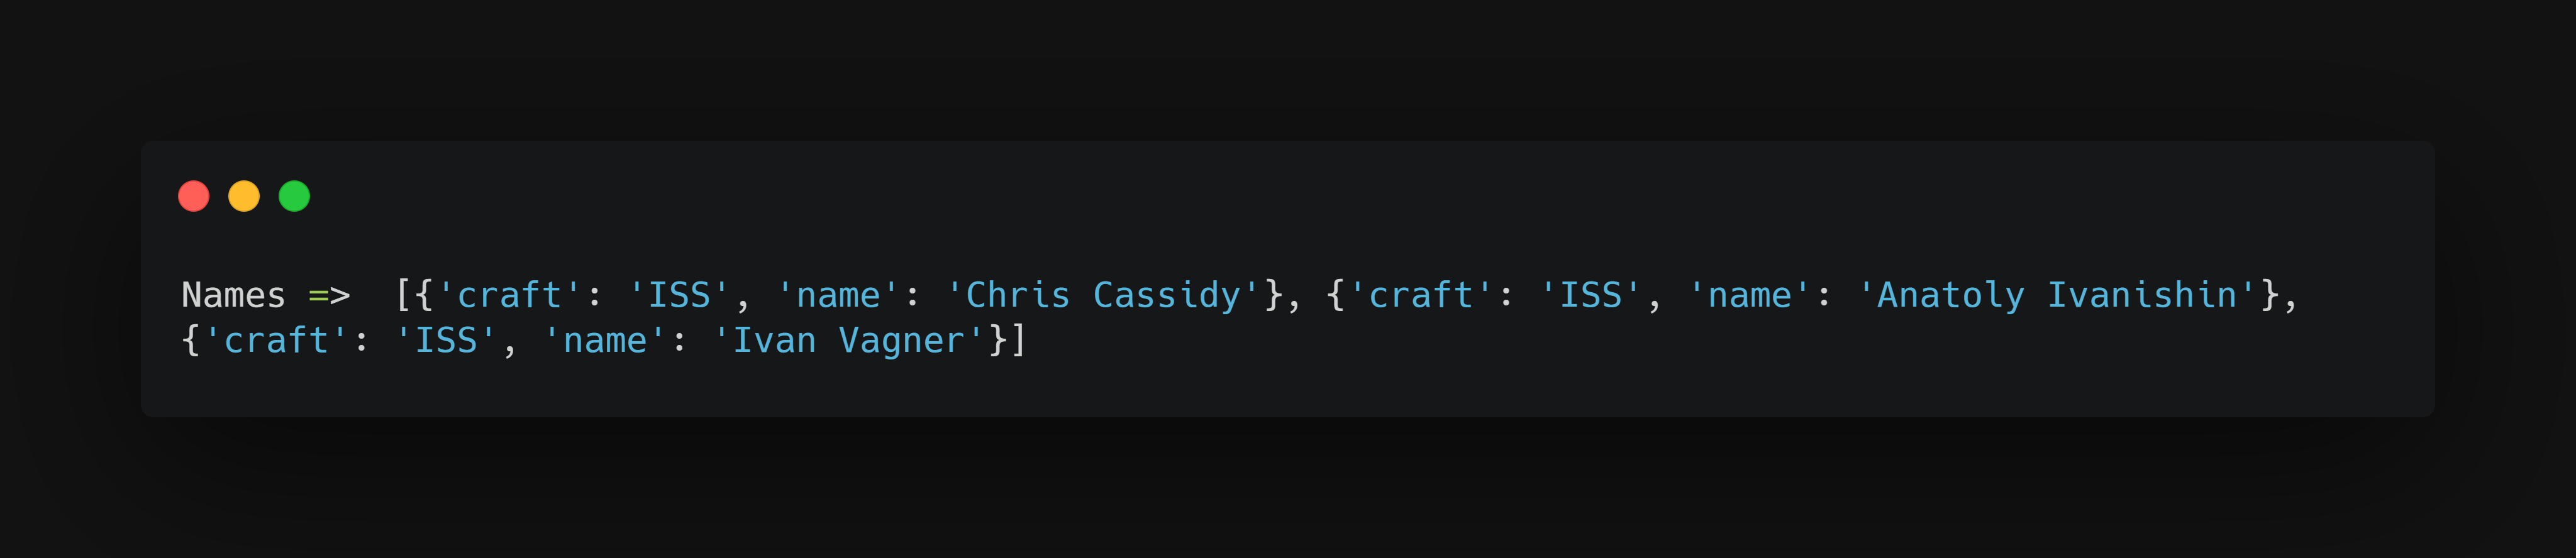 Names =>  [{'craft': 'ISS', 'name': 'Chris Cassidy'}, {'craft': 'ISS', 'name': 'Anatoly Ivanishin'},
{'craft': 'ISS', 'name': 'Ivan Vagner'}]